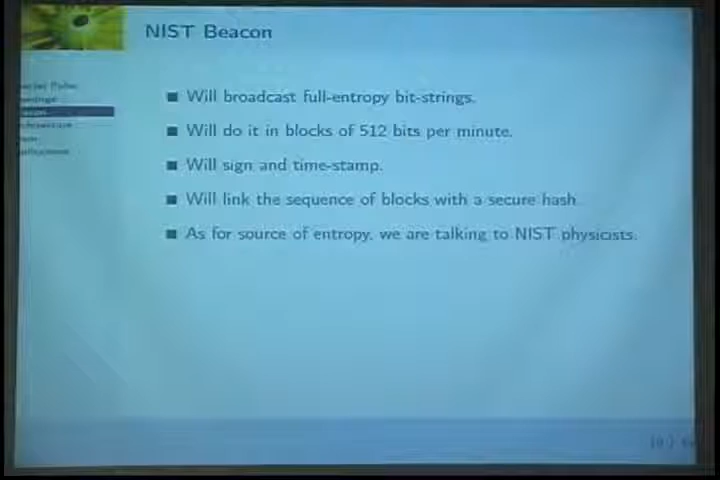 NIST Beacon
Will broadcast full-entropy bit-strings.
Will do it in blocks of 512 bits per minute.
Will sign and time-stamp.
Will link the sequence of blocks with a secure hash.
As for source of entropy, we are talking to NIST physicists.